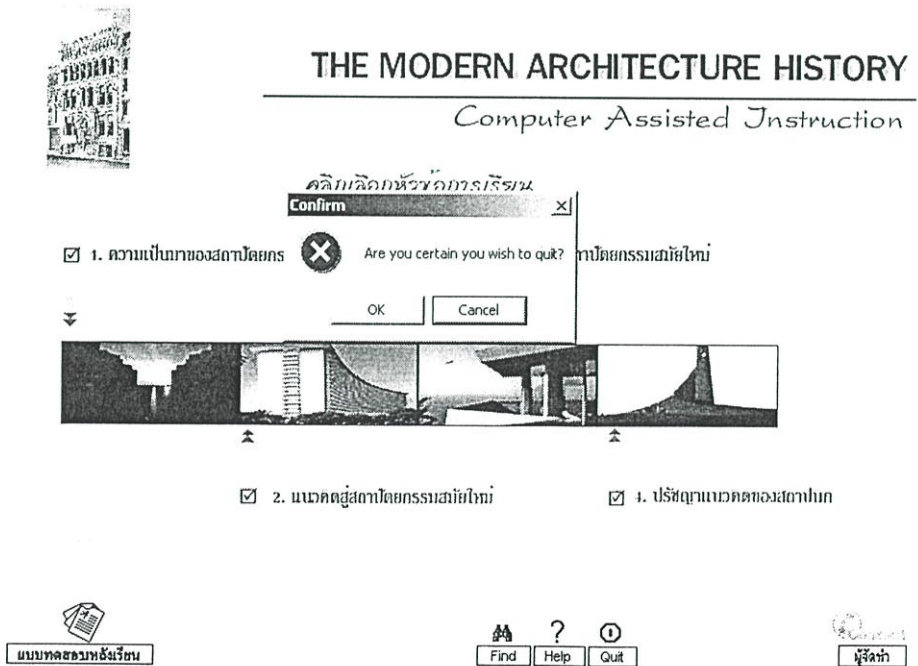 THE MODERN ARCHITECTURE HISTORY
Computer Assisted Instruction
คลิกเลือกหัวข้อการเรียน
Confirm
Are you certain you wish to quit?
OK
Cancel
1. ความเป็นมาของสถาปัตยกร
าปัตยกรรมสมัยใหม่
2. แนวคิดสู่สถาปัตยกรรมสมัยใหม่
4. ปรัชญาแนวคิดของสถาปนก
แบบทดสอบหลังเรียน
Find
Help
Quit
ผู้จัดทำ